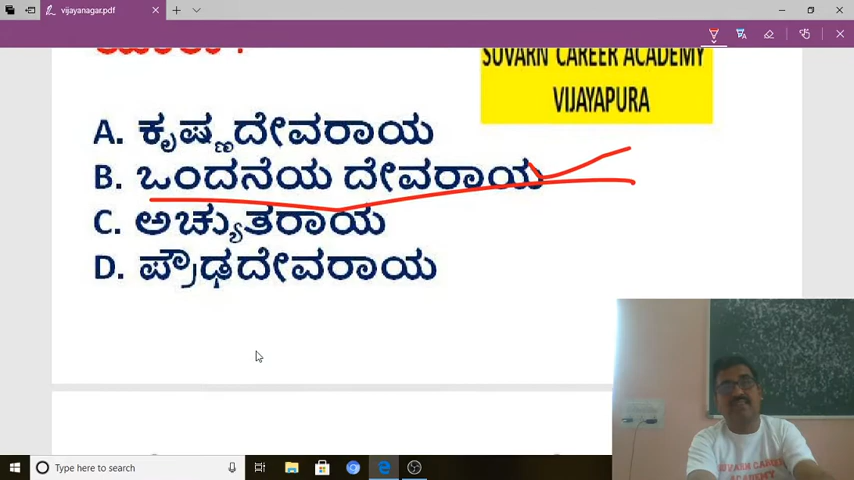 vijayanagar.pdf
SUVARN CAREER ACADEMY
VIJAYAPURA
A. ಕೃಷ್ಣದೇವರಾಯ
B. ಒಂದನೆಯ ದೇವರಾಯ
C. ಅಚ್ಯುತರಾಯ
D. ಪ್ರೌಢದೇವರಾಯ
Type here to search